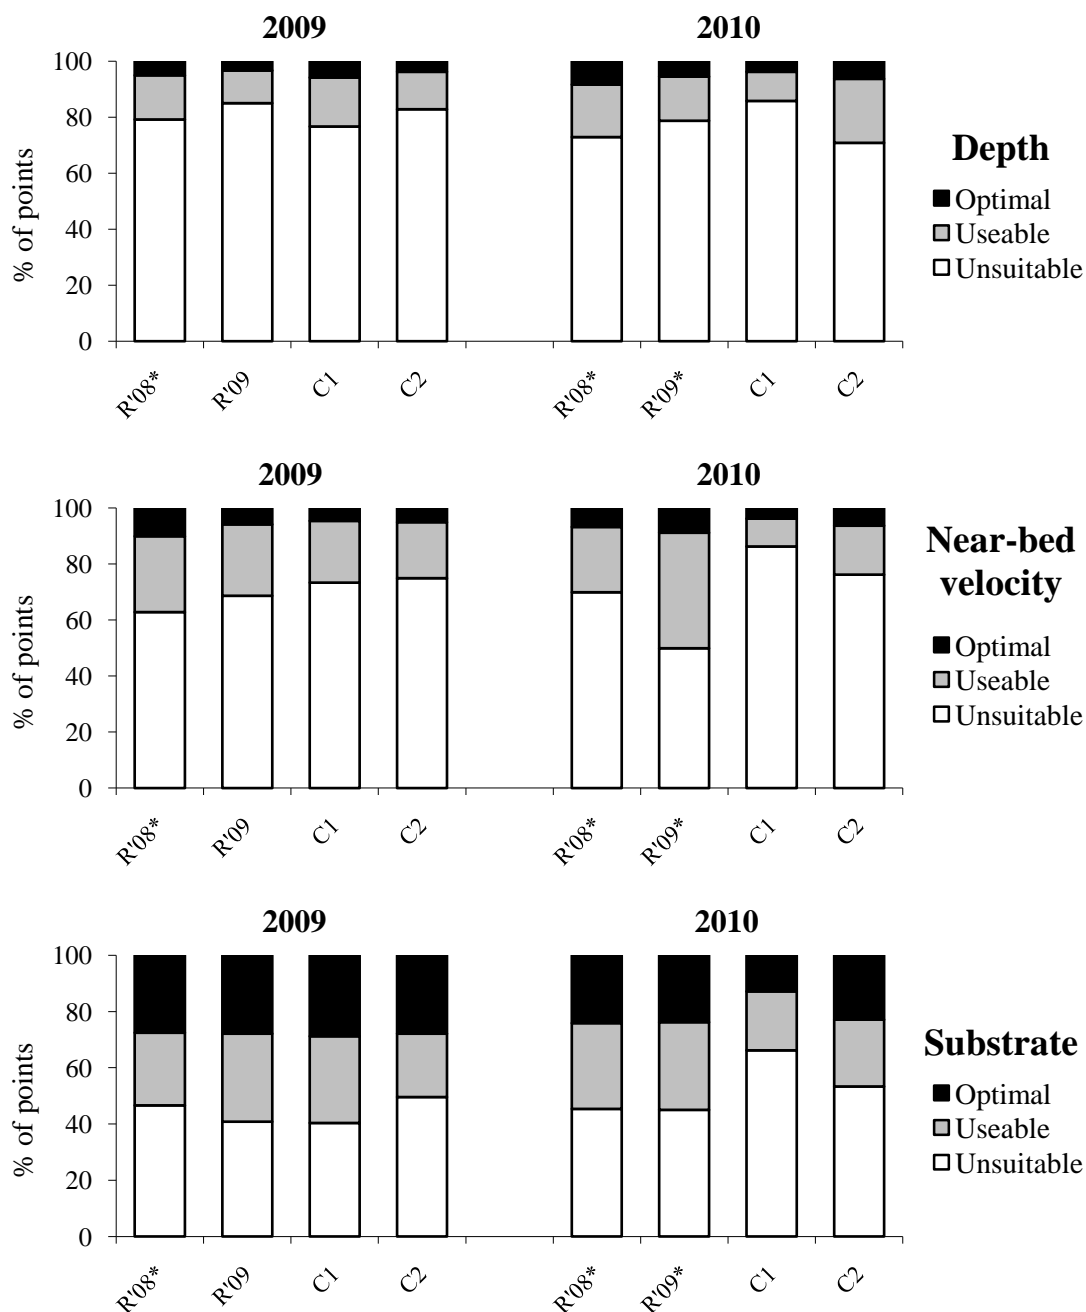 2009 2010
100
80
60
40
20
0
% of points
R'08* R'09 C1 C2 R'08* R'09* C1 C2
Depth
Optimal
Useable
Unsuitable
2009 2010
100
80
60
40
20
0
% of points
R'08* R'09 C1 C2 R'08* R'09* C1 C2
Near-bed
velocity
Optimal
Useable
Unsuitable
2009 2010
100
80
60
40
20
0
% of points
R'08* R'09 C1 C2 R'08* R'09* C1 C2
Substrate
Optimal
Useable
Unsuitable